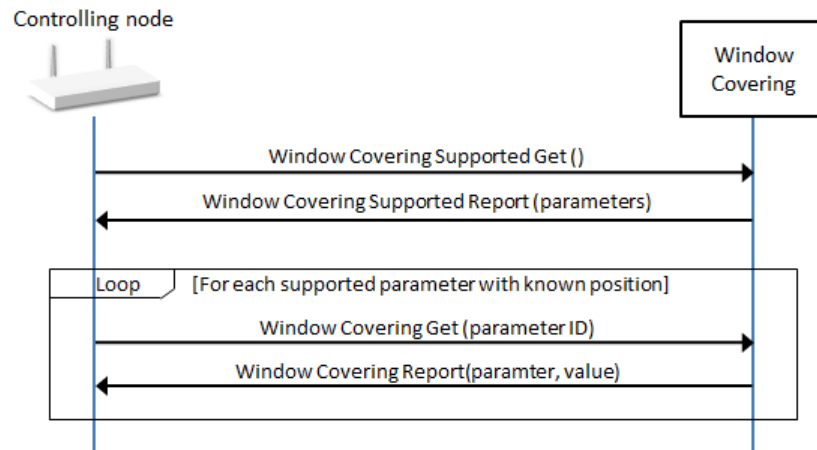 Controlling node
Window
Covering
Window Covering Supported Get ()
Window Covering Supported Report (parameters)
Loop [For each supported parameter with known position]
Window Covering Get (parameter ID)
Window Covering Report(paramter, value)